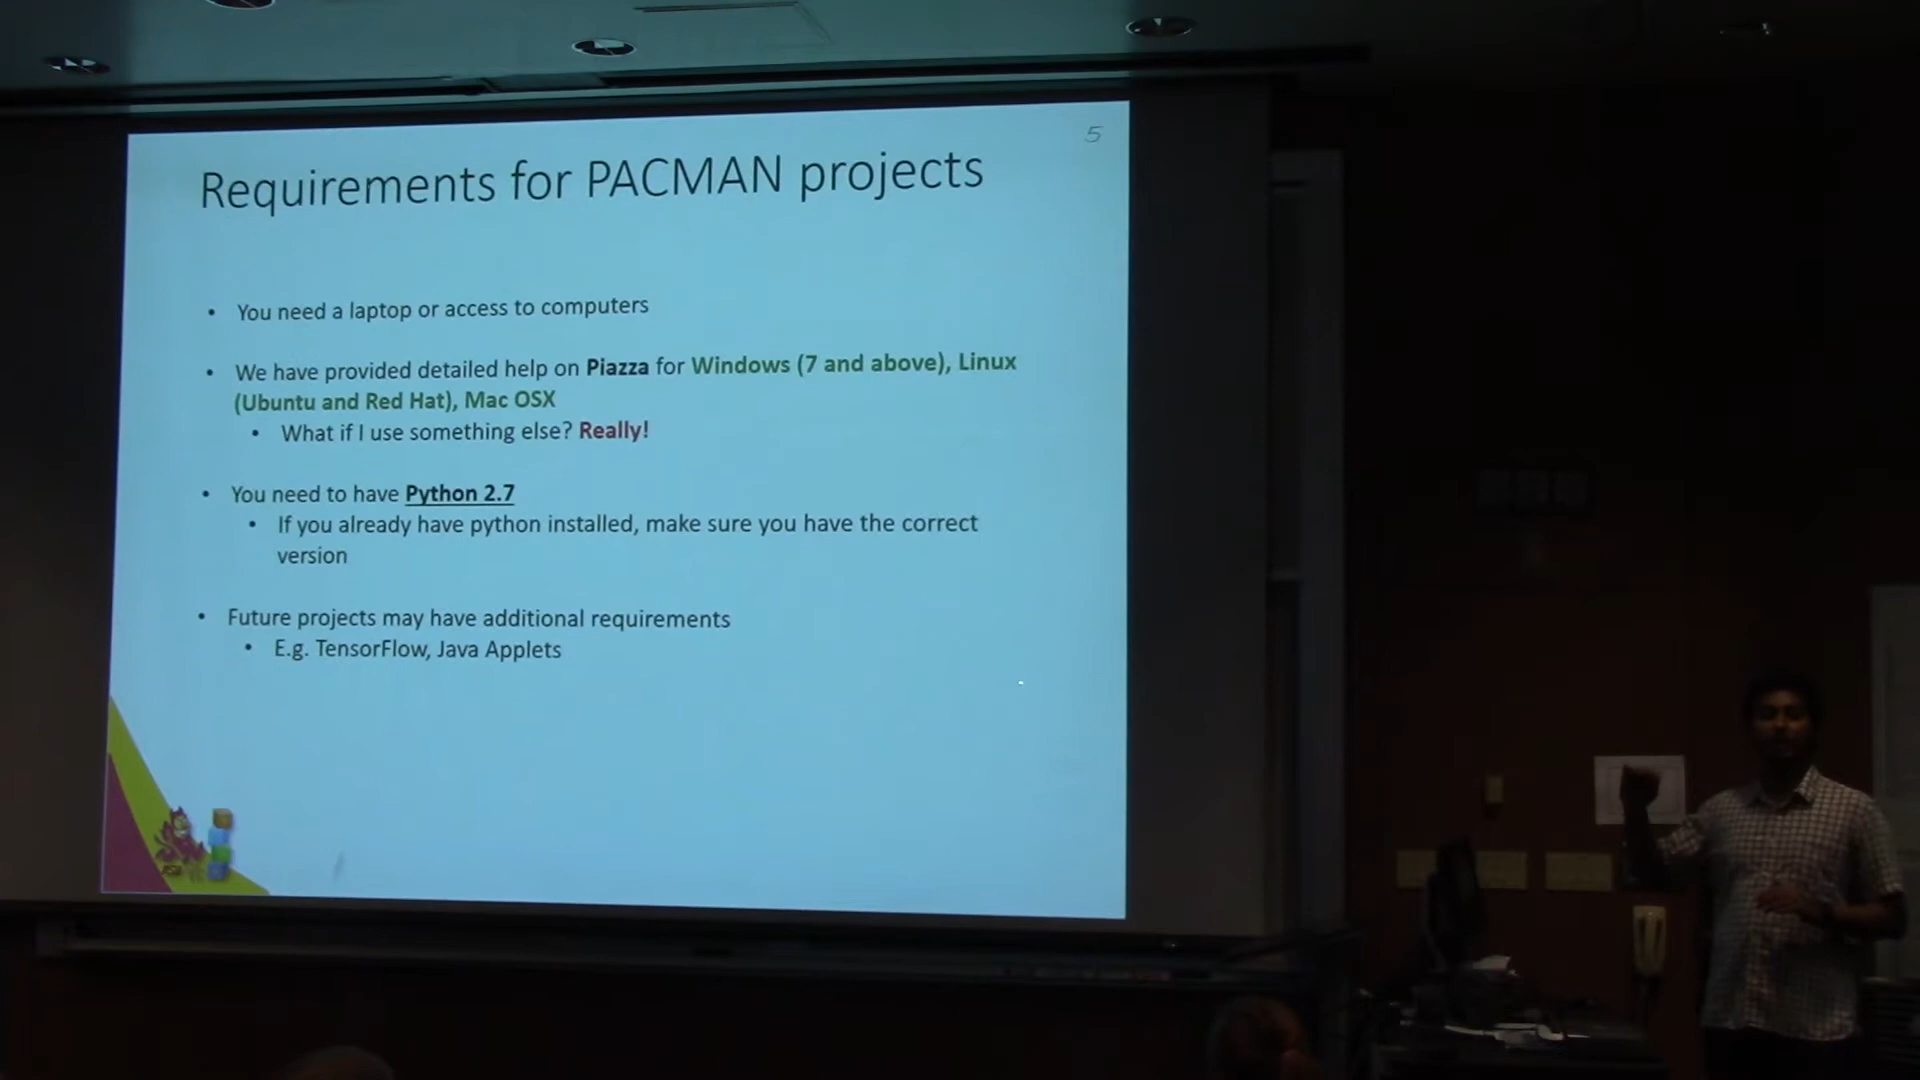 5
Requirements for PACMAN projects
• You need a laptop or access to computers
• We have provided detailed help on Piazza for Windows (7 and above), Linux
(Ubuntu and Red Hat), Mac OSX
• What if I use something else? Really!
• You need to have Python 2.7
• If you already have python installed, make sure you have the correct
version
• Future projects may have additional requirements
• E.g. TensorFlow, Java Applets